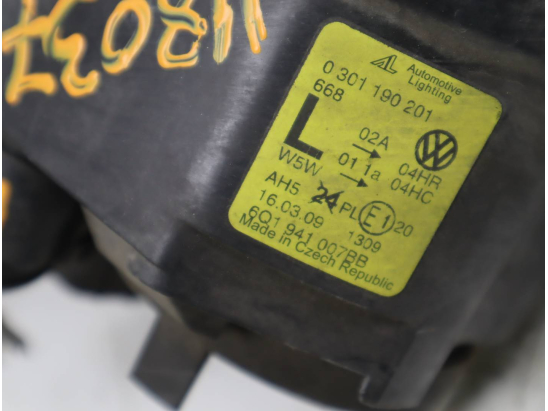 113037
AL Automotive Lighting
0 301 190 201
668
L
02A 04HR
W5W 01 1a 04HC
AH5 24 PL E1 20
16.03.09 1309
6Q1 941 007BB
Made in Czech Republic